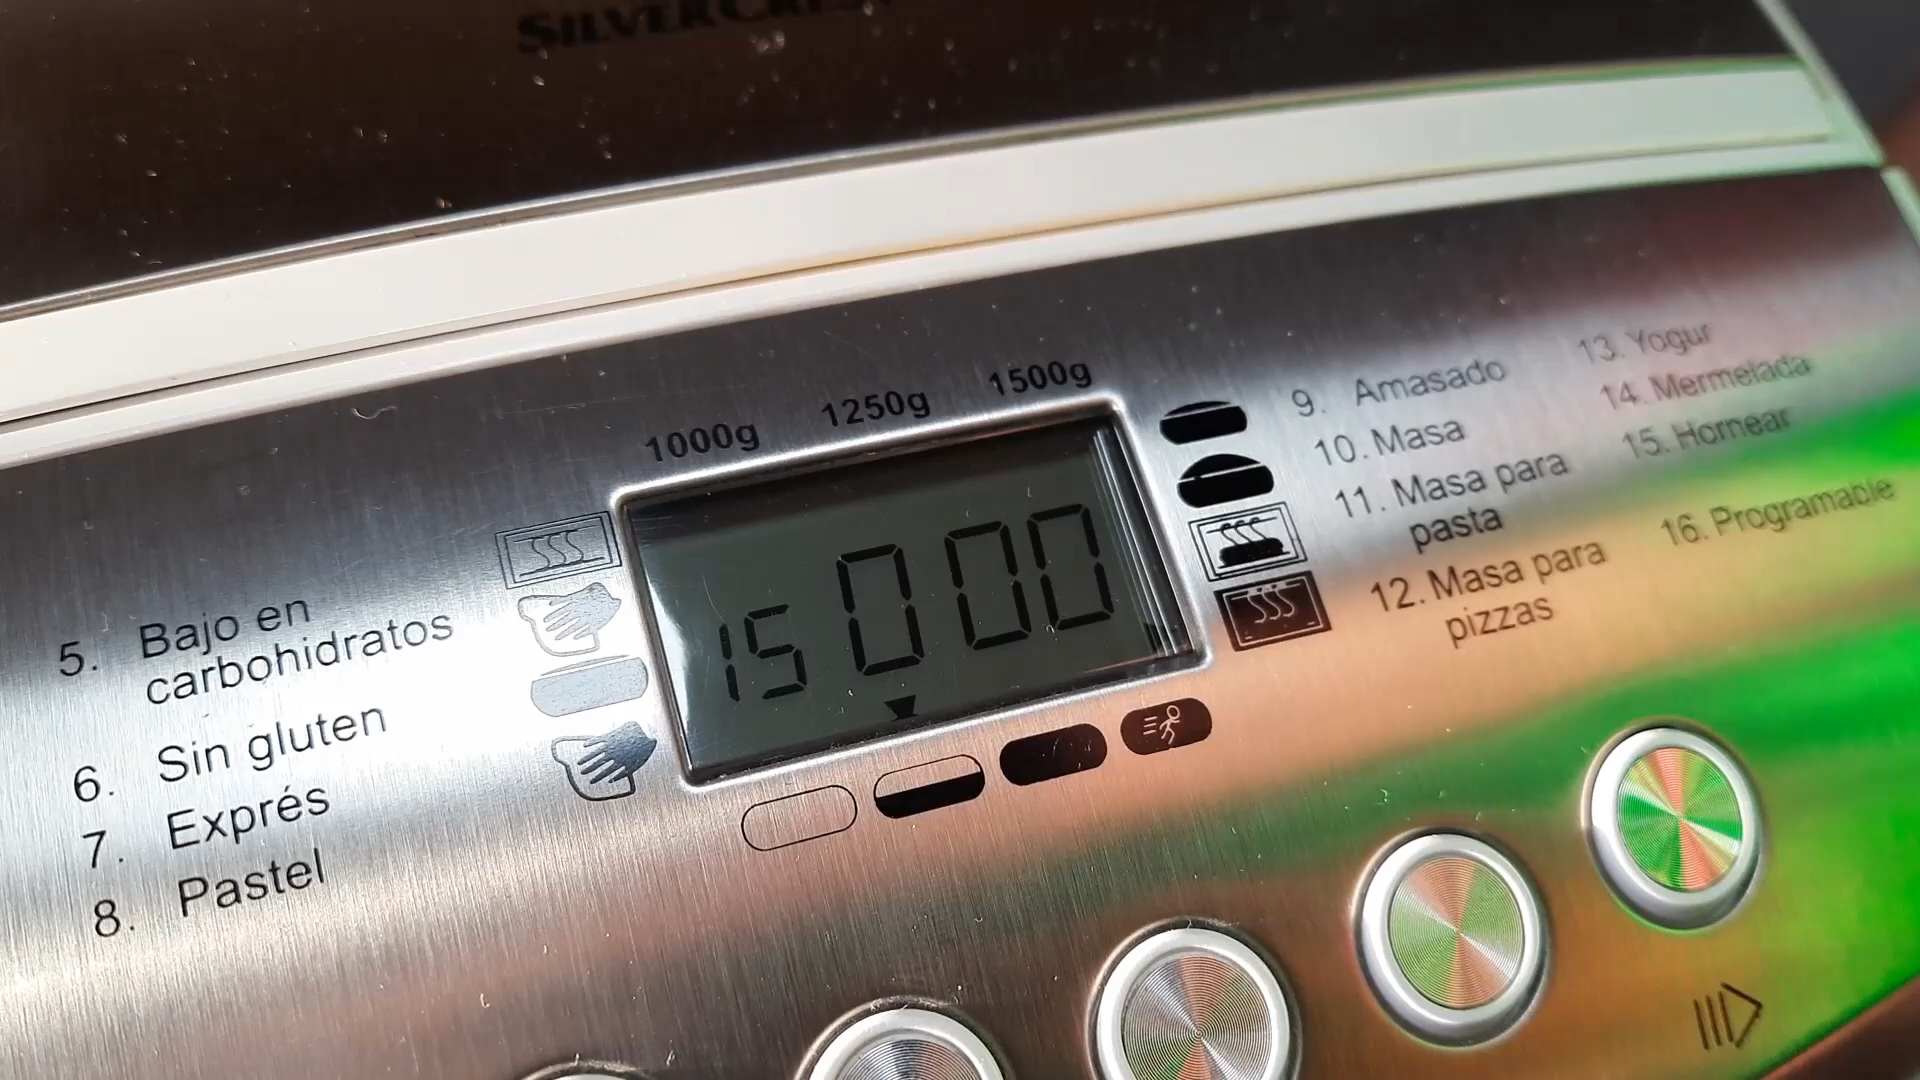 SILVERCREST
1000g 1250g 1500g
5. Bajo en
carbohidratos
6. Sin gluten
7. Exprés
8. Pastel
15 0 00
9. Amasado
10. Masa
11. Masa para
pasta
12. Masa para
pizzas
13. Yogur
14. Mermelada
15. Hornear
16. Programable